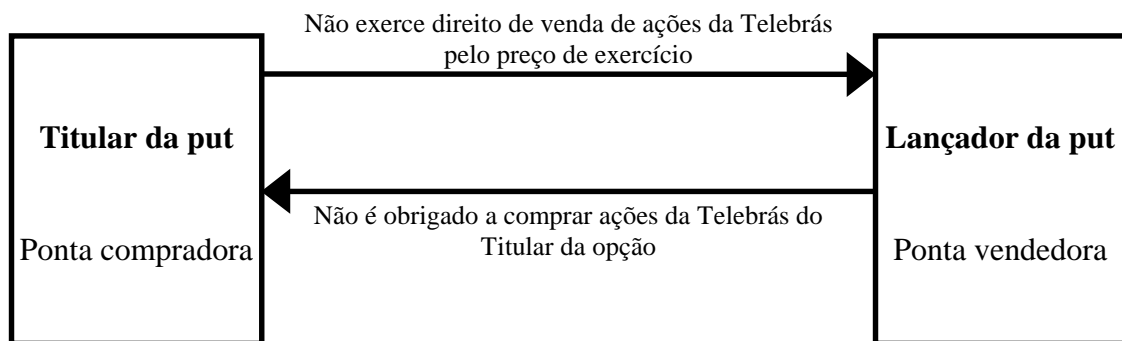 Não exerce direito de venda de ações da Telebrás
pelo preço de exercício
Titular da put
Lançador da put
Não é obrigado a comprar ações da Telebrás do
Titular da opção
Ponta compradora
Ponta vendedora